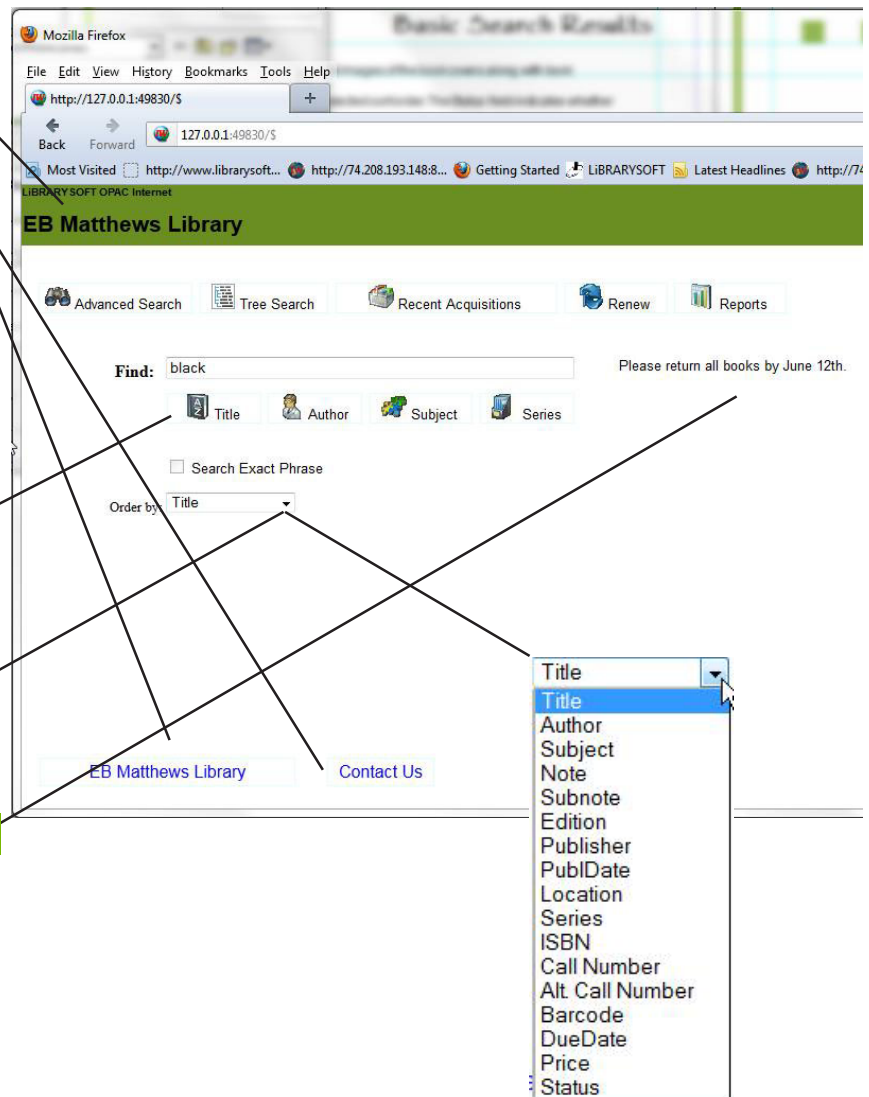 Basic Search Results
Mozilla Firefox
File Edit View History Bookmarks Tools Help
http://127.0.0.1:49830/$ +
Back Forward 127.0.0.1:49830/$
Most Visited http://www.librarysoft... http://74.208.193.148:8... Getting Started LiBRARYSOFT Latest Headlines http://74
LiBRARYSOFT OPAC Internet
EB Matthews Library
Advanced Search Tree Search Recent Acquisitions Renew Reports
Find: black Please return all books by June 12th.
Title Author Subject Series
Search Exact Phrase
Order by: Title
EB Matthews Library Contact Us
Title
Title
Author
Subject
Note
Subnote
Edition
Publisher
PublDate
Location
Series
ISBN
Call Number
Alt. Call Number
Barcode
DueDate
Price
Status